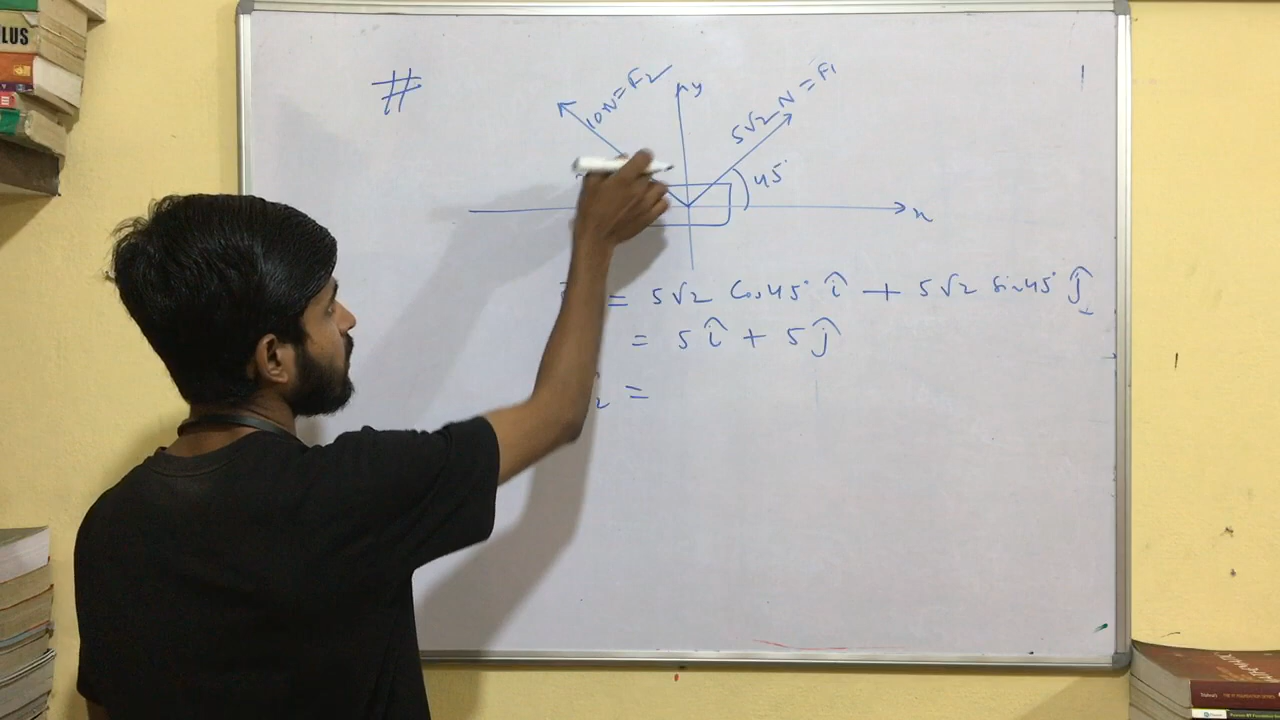 LUS
#
10N = F2
y
5√2 N = F1
45°
x
= 5√2 Cos45° î + 5√2 Sin45° ĵ
= 5 î + 5 ĵ
2 =